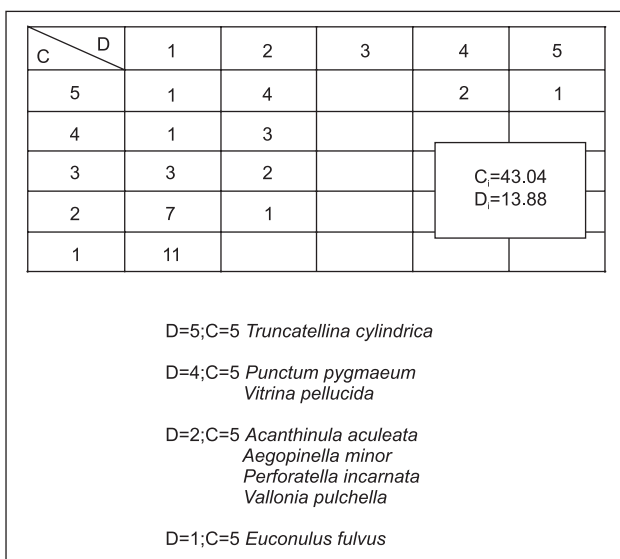 C D 1 2 3 4 5
5 1 4 2 1
4 1 3
3 3 2
2 7 1
1 11
Ci=43.04
Di=13.88
D=5;C=5 Truncatellina cylindrica
D=4;C=5 Punctum pygmaeum
Vitrina pellucida
D=2;C=5 Acanthinula aculeata
Aegopinella minor
Perforatella incarnata
Vallonia pulchella
D=1;C=5 Euconulus fulvus